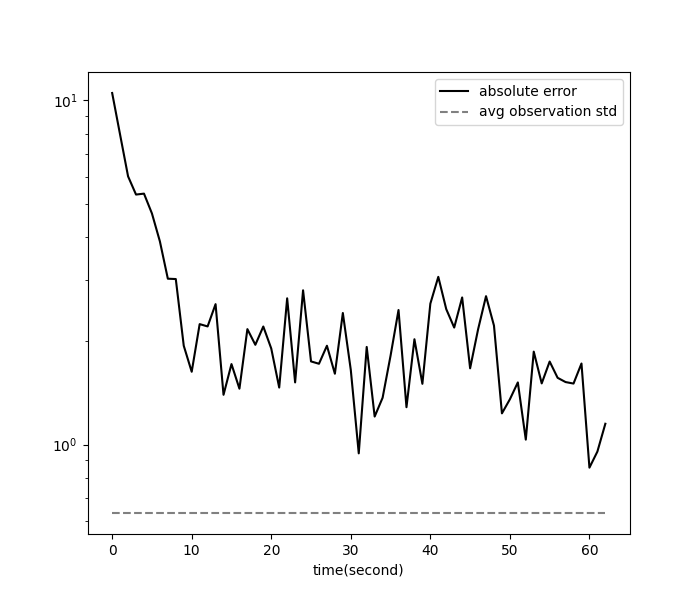 absolute error
avg observation std
10¹
10⁰
0 10 20 30 40 50 60
time(second)